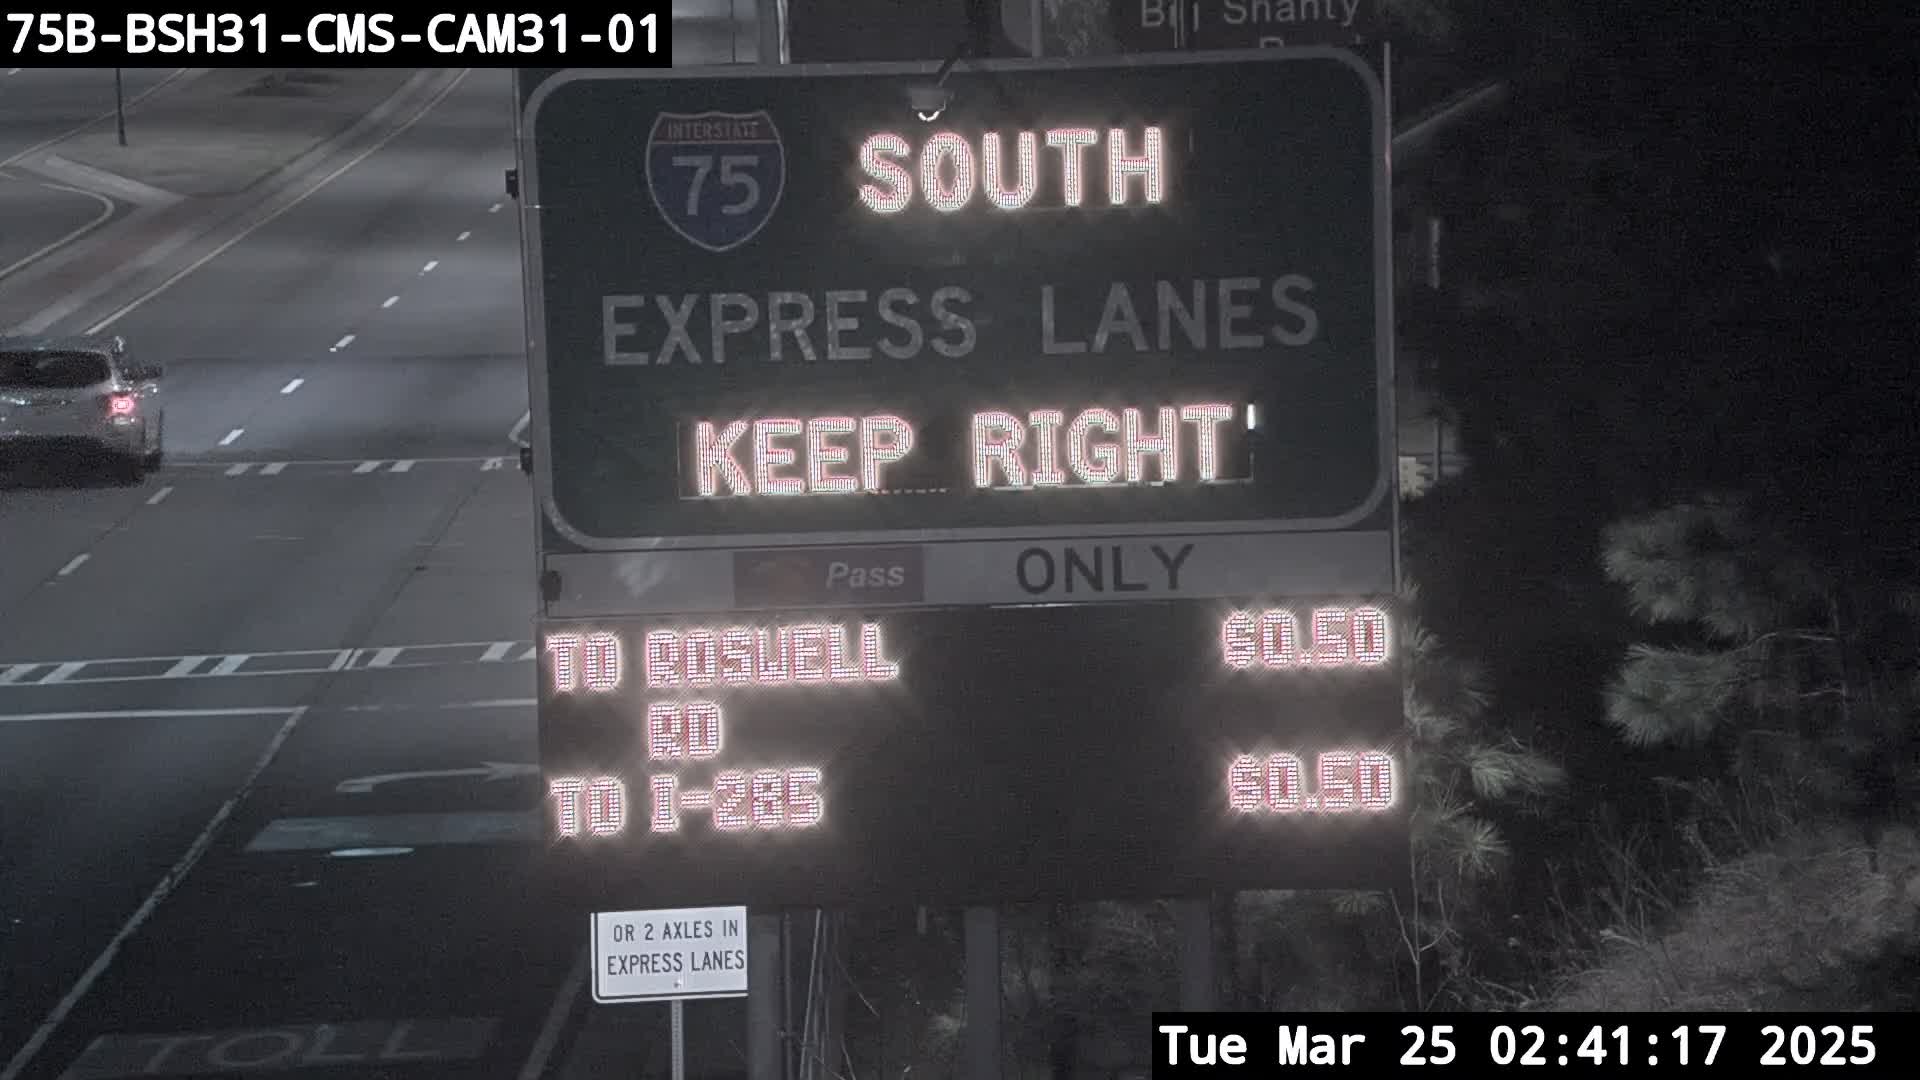 75B-BSH31-CMS-CAM31-01
Shanty
INTERSTATE
75
SOUTH
EXPRESS LANES
KEEP RIGHT
Pass ONLY
TO ROSWELL $0.50
RD
TO I-285 $0.50
OR 2 AXLES IN
EXPRESS LANES
TOLL
Tue Mar 25 02:41:17 2025